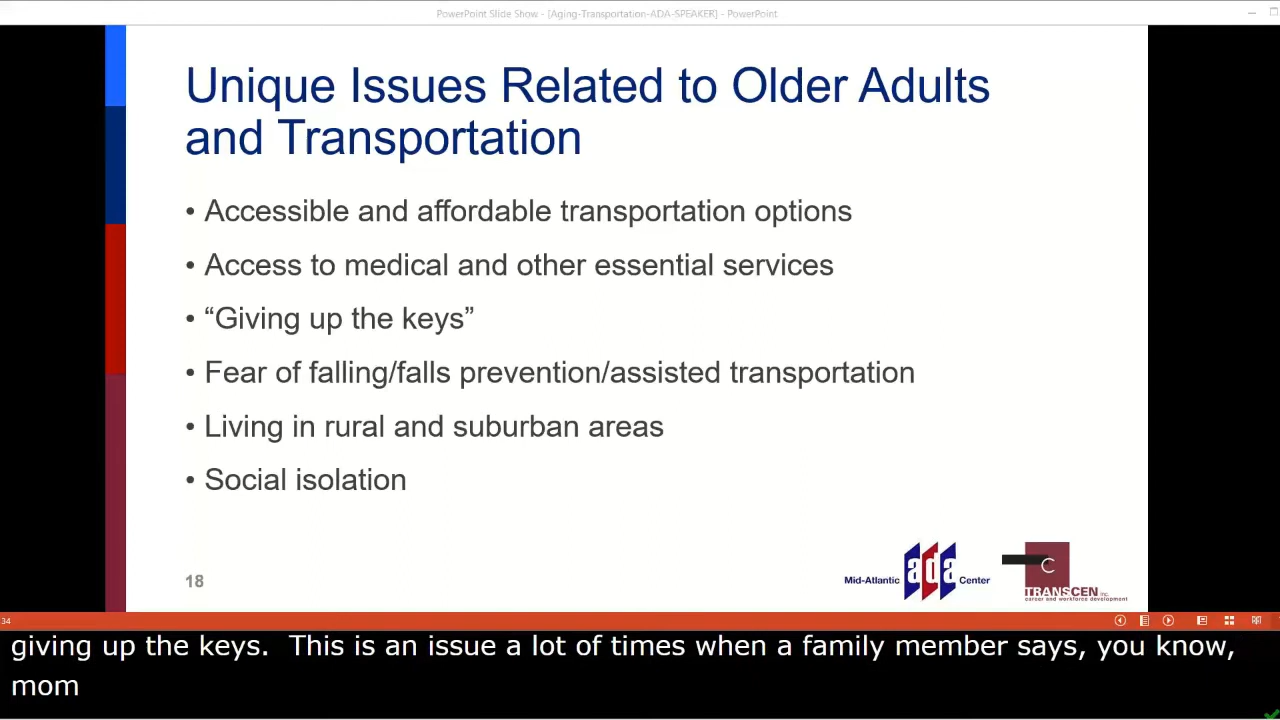 PowerPoint Slide Show - [Aging-Transportation-ADA-SPEAKER] - PowerPoint
Unique Issues Related to Older Adults
and Transportation
• Accessible and affordable transportation options
• Access to medical and other essential services
• “Giving up the keys”
• Fear of falling/falls prevention/assisted transportation
• Living in rural and suburban areas
• Social isolation
18
Mid-Atlantic ada Center
C
TRANSCEN Inc.
career and workforce development
34
giving up the keys.  This is an issue a lot of times when a family member says, you know,
mom